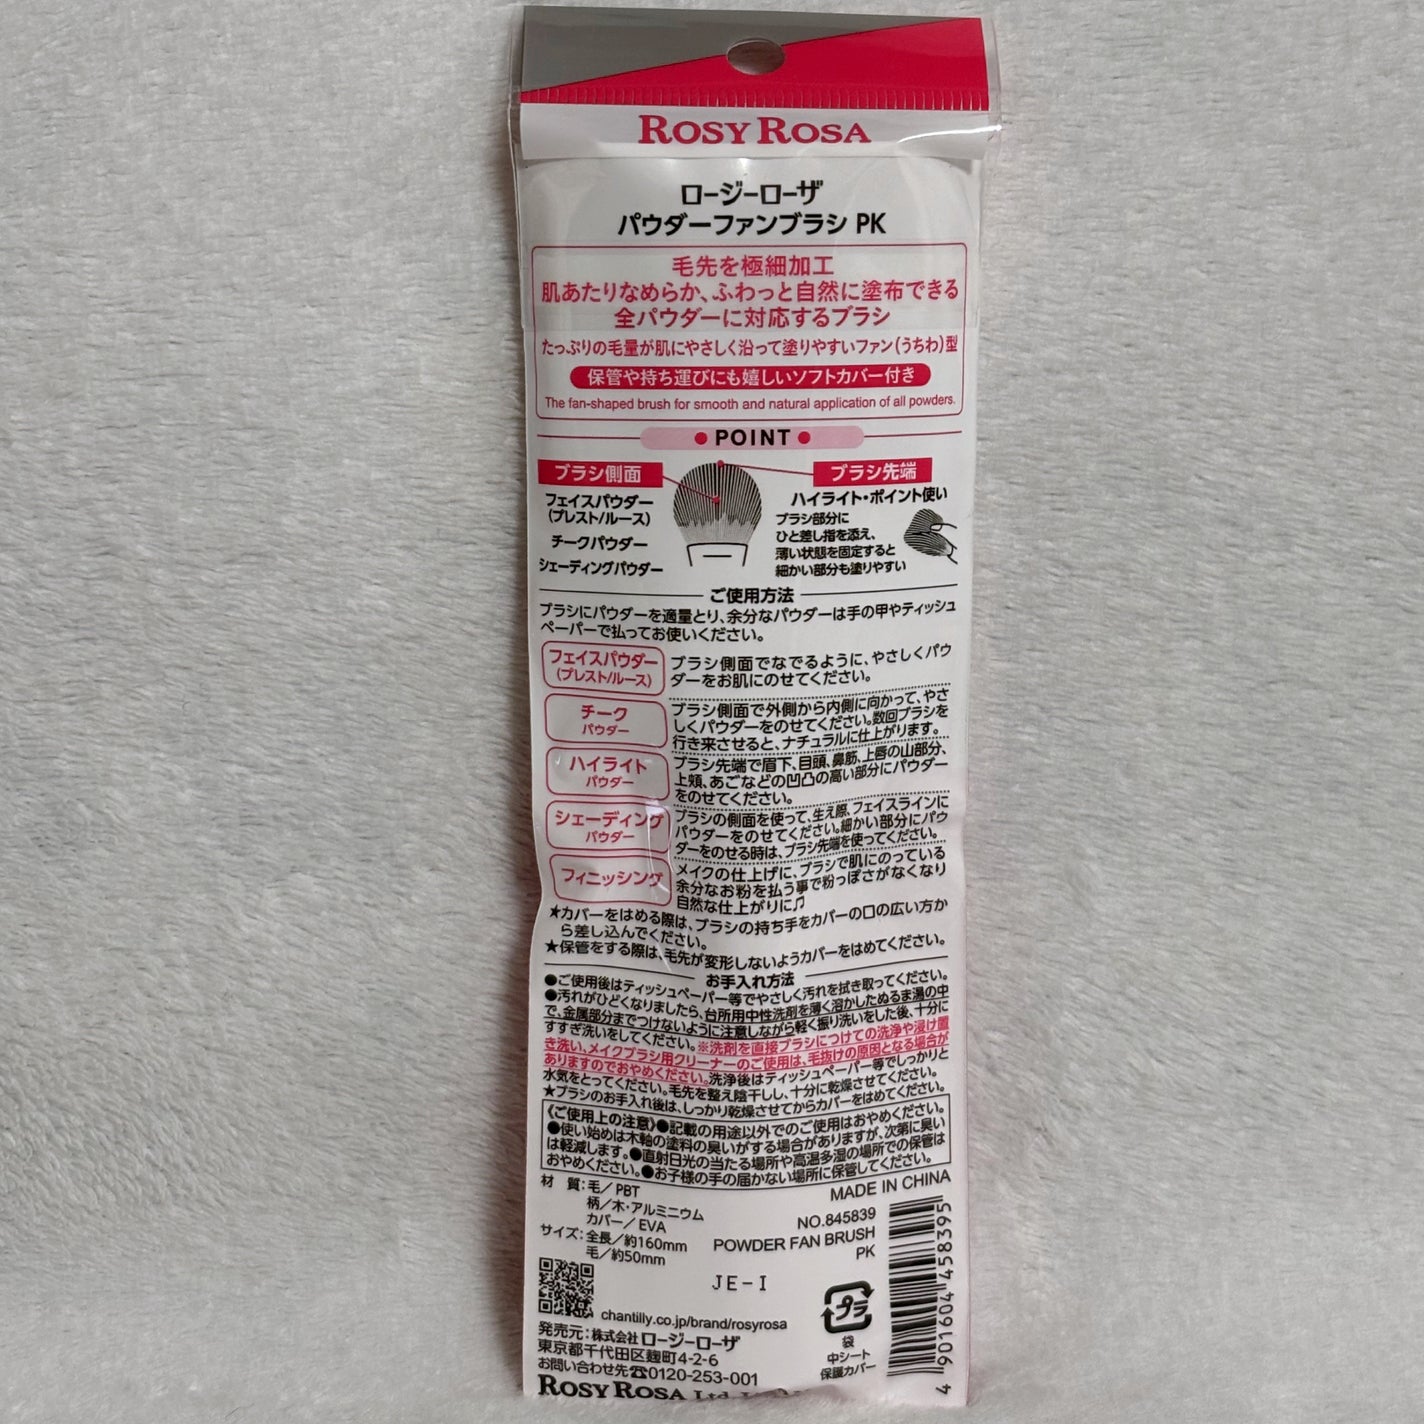 ROSY ROSA
ロージーローザ
パウダーファンブラシ PK
毛先を極細加工
肌あたりなめらか、ふわっと自然に塗布できる
全パウダーに対応するブラシ
たっぷりの毛量が肌にやさしく沿って塗りやすいファン(うちわ)型
保管や持ち運びにも嬉しいソフトカバー付き
The fan-shaped brush for smooth and natural application of all powders.
●POINT●
ブラシ側面
フェイスパウダー
(プレスト/ルース)
チークパウダー
シェーディングパウダー
ブラシ先端
ハイライト・ポイント使い
ブラシ部分に
ひと差し指を添え、
薄い状態を固定すると
細かい部分も塗りやすい
ご使用方法
ブラシにパウダーを適量とり、余分なパウダーは手の甲やティッシュ
ペーパーで払ってお使いください。
フェイスパウダー
(プレスト/ルース)
ブラシ側面でなでるように、やさしくパウ
ダーをお肌にのせてください。
チーク
パウダー
ブラシ側面で外側から内側に向かって、やさ
しくパウダーをのせてください。数回ブラシを
行き来させると、ナチュラルに仕上がります。
ハイライト
パウダー
ブラシ先端で眉下、目頭、鼻筋、上唇の山部分、
上頬、あごなどの凹凸の高い部分にパウダー
をのせてください。
シェーディング
パウダー
ブラシの側面を使って、生え際、フェイスラインに
パウダーをのせてください。細かい部分にパウ
ダーをのせる時は、ブラシ先端を使ってください。
フィニッシング
メイクの仕上げに、ブラシで肌にのっている
余分なお粉を払う事で粉っぽさがなくなり
自然な仕上がりに♫
★カバーをはめる際は、ブラシの持ち手をカバーの口の広い方か
ら差し込んでください。
★保管をする際は、毛先が変形しないようカバーをはめてください。
お手入れ方法
●ご使用後はティッシュペーパー等でやさしく汚れを拭き取ってください。
●汚れがひどくなりましたら、台所用中性洗剤を薄く溶かしたぬるま湯の中
で、金属部分までつけないように注意しながら軽く振り洗いをした後、十分に
すすぎ洗いをしてください。※洗剤を直接ブラシにつけての洗浄や浸け置
き洗い、メイクブラシ用クリーナーのご使用は、毛抜けの原因となる場合が
ありますのでおやめください。洗浄後はティッシュペーパー等でしっかりと
水気をとってください。毛先を整え陰干しし、十分に乾燥させてください。
★ブラシのお手入れ後は、しっかり乾燥させてからカバーをはめてください。
《ご使用上の注意》●記載の用途以外でのご使用はおやめください。
●使い始めは木軸の塗料の臭いがする場合がありますが、次第に臭い
は軽減します。●直射日光の当たる場所や高温多湿の場所での保管は
おやめください。●お子様の手の届かない場所に保管してください。
材 質:毛/PBT
柄/木・アルミニウム
カバー/EVA
サイズ:全長/約160mm
毛/約50mm
MADE IN CHINA
NO.845839
POWDER FAN BRUSH
PK
JE-I
chantilly.co.jp/brand/rosyrosa
プラ
袋
中シート
保護カバー
4 901604 458395
発売元:株式会社 ロージーローザ
東京都千代田区麹町4-2-6
お問い合わせ先☎0120-253-001
ROSY ROSA Ltd.